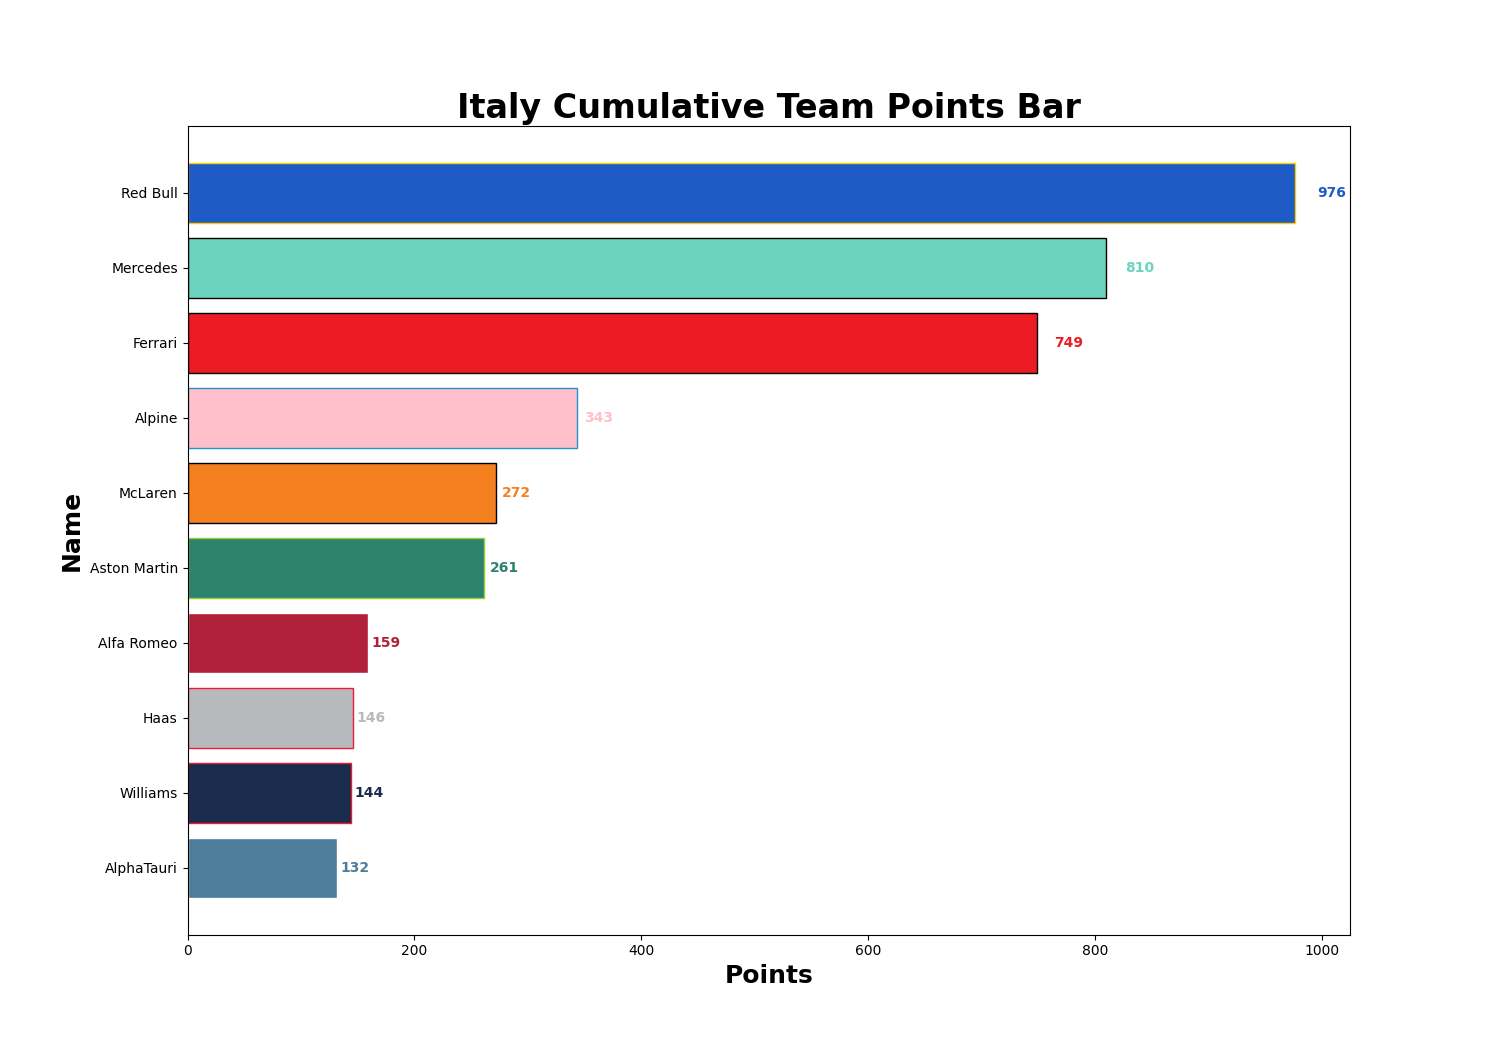 Italy Cumulative Team Points Bar
Red Bull 976
Mercedes 810
Ferrari 749
Alpine 343
McLaren 272
Name
Aston Martin 261
Alfa Romeo 159
Haas 146
Williams 144
AlphaTauri 132
0 200 400 600 800 1000
Points